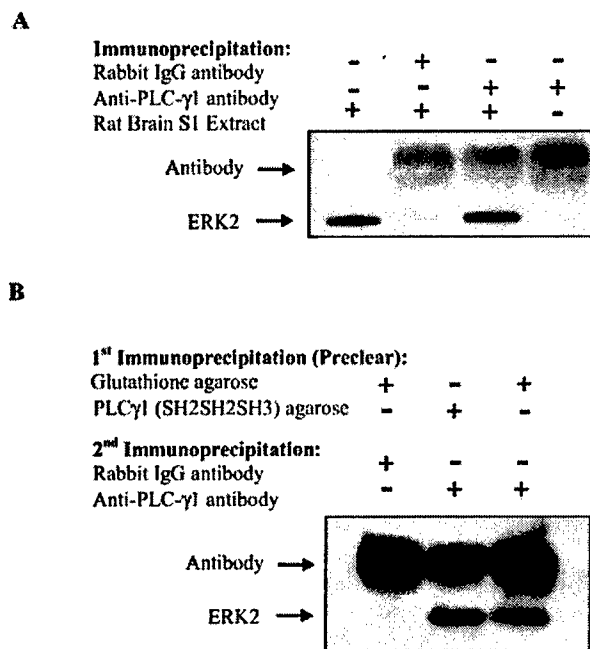 A
Immunoprecipitation:
Rabbit IgG antibody - + - -
Anti-PLC-γ1 antibody - - + +
Rat Brain S1 Extract + + + -
Antibody →
ERK2 →
B
1st Immunoprecipitation (Preclear):
Glutathione agarose + - +
PLCγ1 (SH2SH2SH3) agarose - + -
2nd Immunoprecipitation:
Rabbit IgG antibody + - -
Anti-PLC-γ1 antibody - + +
Antibody →
ERK2 →